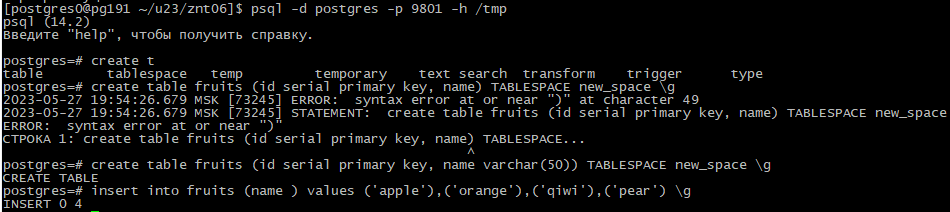 [postgres0@pg191 ~/u23/znt06]$ psql -d postgres -p 9801 -h /tmp
psql (14.2)
Введите "help", чтобы получить справку.
postgres=# create t
table tablespace temp temporary text search transform trigger type
postgres=# create table fruits (id serial primary key, name) TABLESPACE new_space \g
2023-05-27 19:54:26.679 MSK [73245] ERROR:  syntax error at or near ")" at character 49
2023-05-27 19:54:26.679 MSK [73245] STATEMENT:  create table fruits (id serial primary key, name) TABLESPACE new_space
ERROR:  syntax error at or near ")"
СТРОКА 1: create table fruits (id serial primary key, name) TABLESPACE...
^
postgres=# create table fruits (id serial primary key, name varchar(50)) TABLESPACE new_space \g
CREATE TABLE
postgres=# insert into fruits (name ) values ('apple'),('orange'),('qiwi'),('pear') \g
INSERT 0 4